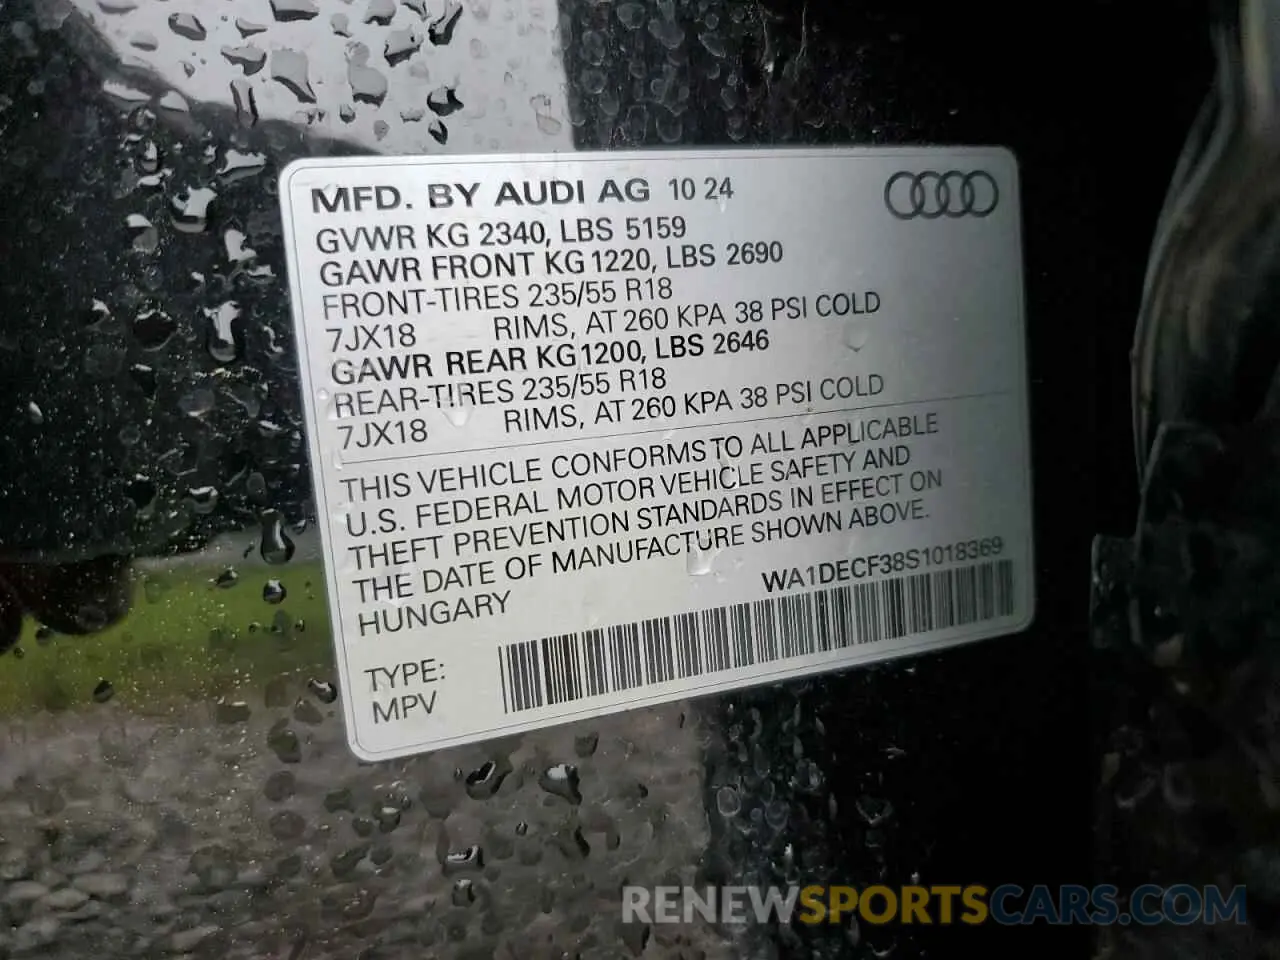 MFD. BY AUDI AG 10 24
GVWR KG 2340, LBS 5159
GAWR FRONT KG 1220, LBS 2690
FRONT-TIRES 235/55 R18
7JX18 RIMS, AT 260 KPA 38 PSI COLD
GAWR REAR KG 1200, LBS 2646
REAR-TIRES 235/55 R18
7JX18 RIMS, AT 260 KPA 38 PSI COLD
THIS VEHICLE CONFORMS TO ALL APPLICABLE
U.S. FEDERAL MOTOR VEHICLE SAFETY AND
THEFT PREVENTION STANDARDS IN EFFECT ON
THE DATE OF MANUFACTURE SHOWN ABOVE.
HUNGARY
WA1DECF38S1018369
TYPE:
MPV
RENEWSPORTSCARS.COM